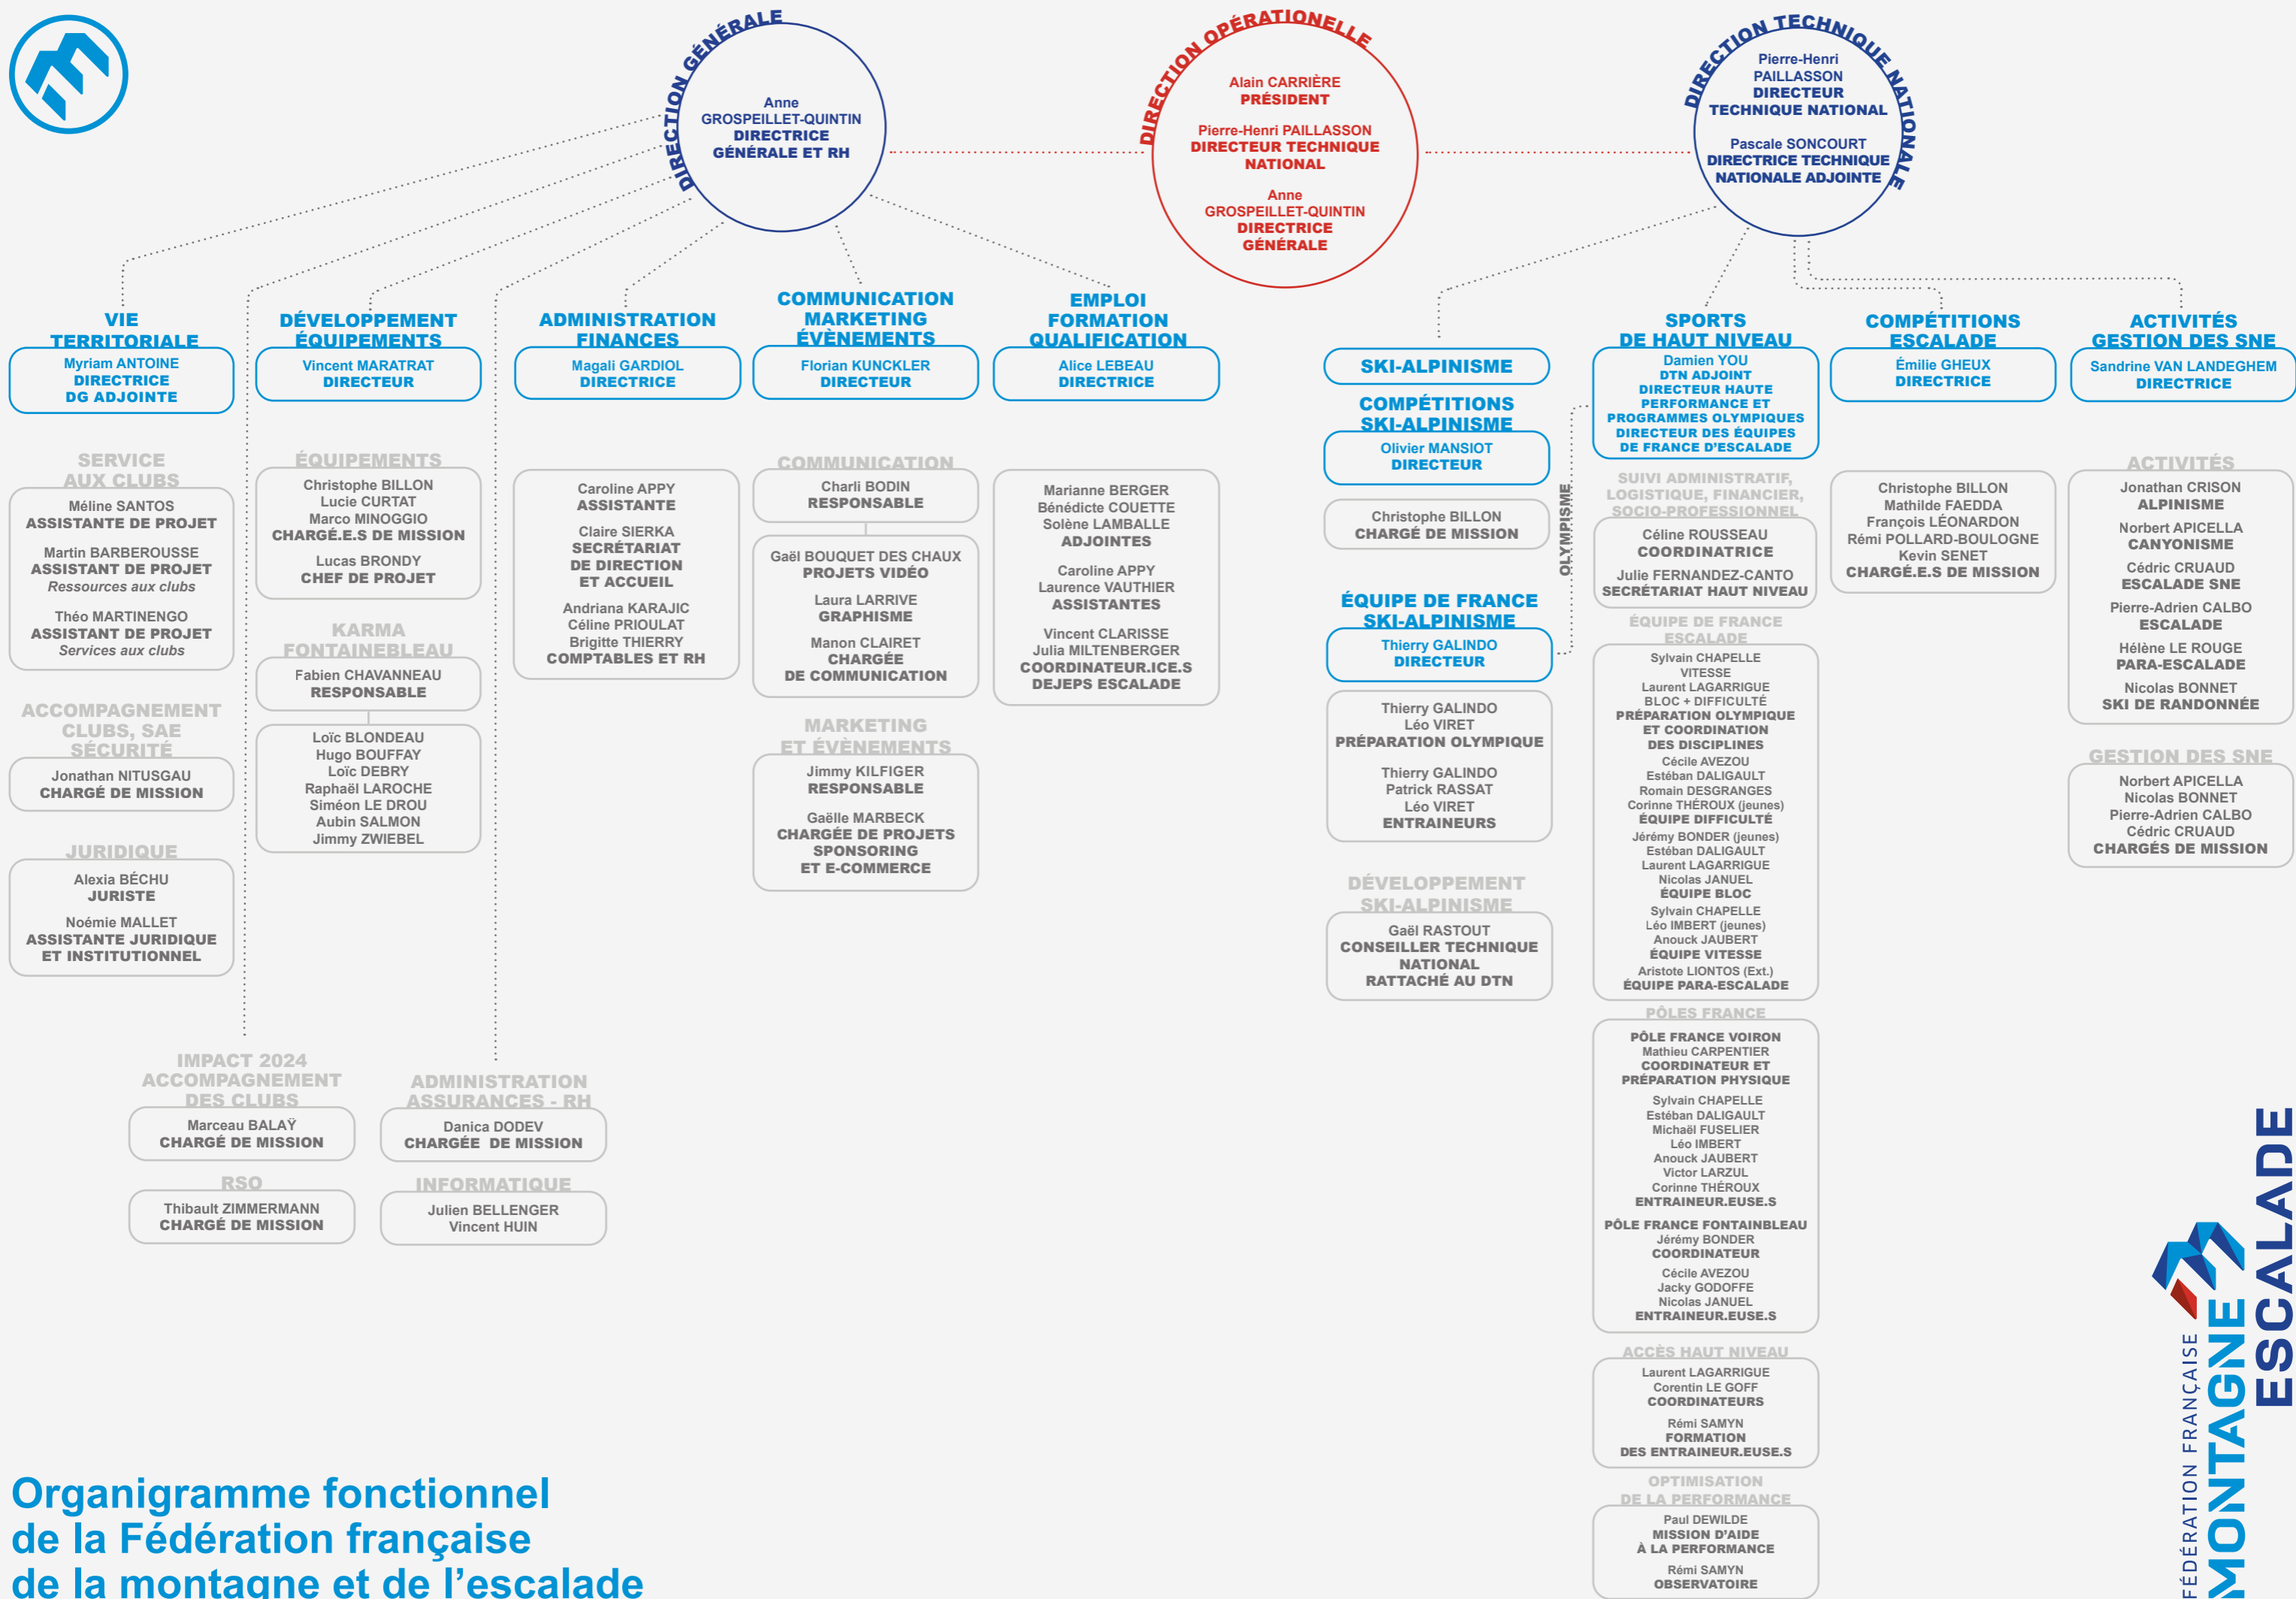 DIRECTION GÉNÉRALE
Anne
GROSPEILLET-QUINTIN
DIRECTRICE
GÉNÉRALE ET RH
DIRECTION OPÉRATIONELLE
Alain CARRIÈRE
PRÉSIDENT
Pierre-Henri PAILLASSON
DIRECTEUR TECHNIQUE
NATIONAL
Anne
GROSPEILLET-QUINTIN
DIRECTRICE
GÉNÉRALE
DIRECTION TECHNIQUE NATIONALE
Pierre-Henri
PAILLASSON
DIRECTEUR
TECHNIQUE NATIONAL
Pascale SONCOURT
DIRECTRICE TECHNIQUE
NATIONALE ADJOINTE
VIE
TERRITORIALE
Myriam ANTOINE
DIRECTRICE
DG ADJOINTE
SERVICE
AUX CLUBS
Méline SANTOS
ASSISTANTE DE PROJET
Martin BARBEROUSSE
ASSISTANT DE PROJET
Ressources aux clubs
Théo MARTINENGO
ASSISTANT DE PROJET
Services aux clubs
ACCOMPAGNEMENT
CLUBS, SAE
SÉCURITÉ
Jonathan NITUSGAU
CHARGÉ DE MISSION
JURIDIQUE
Alexia BÉCHU
JURISTE
Noémie MALLET
ASSISTANTE JURIDIQUE
ET INSTITUTIONNEL
DÉVELOPPEMENT
ÉQUIPEMENTS
Vincent MARATRAT
DIRECTEUR
ÉQUIPEMENTS
Christophe BILLON
Lucie CURTAT
Marco MINOGGIO
CHARGÉ.E.S DE MISSION
Lucas BRONDY
CHEF DE PROJET
KARMA
FONTAINEBLEAU
Fabien CHAVANNEAU
RESPONSABLE
Loïc BLONDEAU
Hugo BOUFFAY
Loïc DEBRY
Raphaël LAROCHE
Siméon LE DROU
Aubin SALMON
Jimmy ZWIEBEL
IMPACT 2024
ACCOMPAGNEMENT
DES CLUBS
Marceau BALAŸ
CHARGÉ DE MISSION
RSO
Thibault ZIMMERMANN
CHARGÉ DE MISSION
ADMINISTRATION
ASSURANCES - RH
Danica DODEV
CHARGÉE DE MISSION
INFORMATIQUE
Julien BELLENGER
Vincent HUIN
ADMINISTRATION
FINANCES
Magali GARDIOL
DIRECTRICE
Caroline APPY
ASSISTANTE
Claire SIERKA
SECRÉTARIAT
DE DIRECTION
ET ACCUEIL
Andriana KARAJIC
Céline PRIOULAT
Brigitte THIERRY
COMPTABLES ET RH
COMMUNICATION
MARKETING
ÉVÈNEMENTS
Florian KUNCKLER
DIRECTEUR
COMMUNICATION
Charli BODIN
RESPONSABLE
Gaël BOUQUET DES CHAUX
PROJETS VIDÉO
Laura LARRIVE
GRAPHISME
Manon CLAIRET
CHARGÉE
DE COMMUNICATION
MARKETING
ET ÉVÈNEMENTS
Jimmy KILFIGER
RESPONSABLE
Gaëlle MARBECK
CHARGÉE DE PROJETS
SPONSORING
ET E-COMMERCE
EMPLOI
FORMATION
QUALIFICATION
Alice LEBEAU
DIRECTRICE
Marianne BERGER
Bénédicte COUETTE
Solène LAMBALLE
ADJOINTES
Caroline APPY
Laurence VAUTHIER
ASSISTANTES
Vincent CLARISSE
Julia MILTENBERGER
COORDINATEUR.ICE.S
DEJEPS ESCALADE
SKI-ALPINISME
COMPÉTITIONS
SKI-ALPINISME
Olivier MANSIOT
DIRECTEUR
Christophe BILLON
CHARGÉ DE MISSION
ÉQUIPE DE FRANCE
SKI-ALPINISME
Thierry GALINDO
DIRECTEUR
Thierry GALINDO
Léo VIRET
PRÉPARATION OLYMPIQUE
Thierry GALINDO
Patrick RASSAT
Léo VIRET
ENTRAINEURS
DÉVELOPPEMENT
SKI-ALPINISME
Gaël RASTOUT
CONSEILLER TECHNIQUE
NATIONAL
RATTACHÉ AU DTN
OLYMPISME
SPORTS
DE HAUT NIVEAU
Damien YOU
DTN ADJOINT
DIRECTEUR HAUTE
PERFORMANCE ET
PROGRAMMES OLYMPIQUES
DIRECTEUR DES ÉQUIPES
DE FRANCE D'ESCALADE
SUIVI ADMINISTRATIF,
LOGISTIQUE, FINANCIER,
SOCIO-PROFESSIONNEL
Céline ROUSSEAU
COORDINATRICE
Julie FERNANDEZ-CANTO
SECRÉTARIAT HAUT NIVEAU
ÉQUIPE DE FRANCE
ESCALADE
Sylvain CHAPELLE
VITESSE
Laurent LAGARRIGUE
BLOC + DIFFICULTÉ
PRÉPARATION OLYMPIQUE
ET COORDINATION
DES DISCIPLINES
Cécile AVEZOU
Estéban DALIGAULT
Romain DESGRANGES
Corinne THÉROUX (jeunes)
ÉQUIPE DIFFICULTÉ
Jérémy BONDER (jeunes)
Estéban DALIGAULT
Laurent LAGARRIGUE
Nicolas JANUEL
ÉQUIPE BLOC
Sylvain CHAPELLE
Léo IMBERT (jeunes)
Anouck JAUBERT
ÉQUIPE VITESSE
Aristote LIONTOS (Ext.)
ÉQUIPE PARA-ESCALADE
PÔLES FRANCE
PÔLE FRANCE VOIRON
Mathieu CARPENTIER
COORDINATEUR ET
PRÉPARATION PHYSIQUE
Sylvain CHAPELLE
Estéban DALIGAULT
Michaël FUSELIER
Léo IMBERT
Anouck JAUBERT
Victor LARZUL
Corinne THÉROUX
ENTRAINEUR.EUSE.S
PÔLE FRANCE FONTAINBLEAU
Jérémy BONDER
COORDINATEUR
Cécile AVEZOU
Jacky GODOFFE
Nicolas JANUEL
ENTRAINEUR.EUSE.S
ACCÈS HAUT NIVEAU
Laurent LAGARRIGUE
Corentin LE GOFF
COORDINATEURS
Rémi SAMYN
FORMATION
DES ENTRAINEUR.EUSE.S
OPTIMISATION
DE LA PERFORMANCE
Paul DEWILDE
MISSION D'AIDE
À LA PERFORMANCE
Rémi SAMYN
OBSERVATOIRE
COMPÉTITIONS
ESCALADE
Émilie GHEUX
DIRECTRICE
Christophe BILLON
Mathilde FAEDDA
François LÉONARDON
Rémi POLLARD-BOULOGNE
Kevin SENET
CHARGÉ.E.S DE MISSION
ACTIVITÉS
GESTION DES SNE
Sandrine VAN LANDEGHEM
DIRECTRICE
ACTIVITÉS
Jonathan CRISON
ALPINISME
Norbert APICELLA
CANYONISME
Cédric CRUAUD
ESCALADE SNE
Pierre-Adrien CALBO
ESCALADE
Hélène LE ROUGE
PARA-ESCALADE
Nicolas BONNET
SKI DE RANDONNÉE
GESTION DES SNE
Norbert APICELLA
Nicolas BONNET
Pierre-Adrien CALBO
Cédric CRUAUD
CHARGÉS DE MISSION
Organigramme fonctionnel
de la Fédération française
de la montagne et de l'escalade
FÉDÉRATION FRANÇAISE
MONTAGNE
ESCALADE